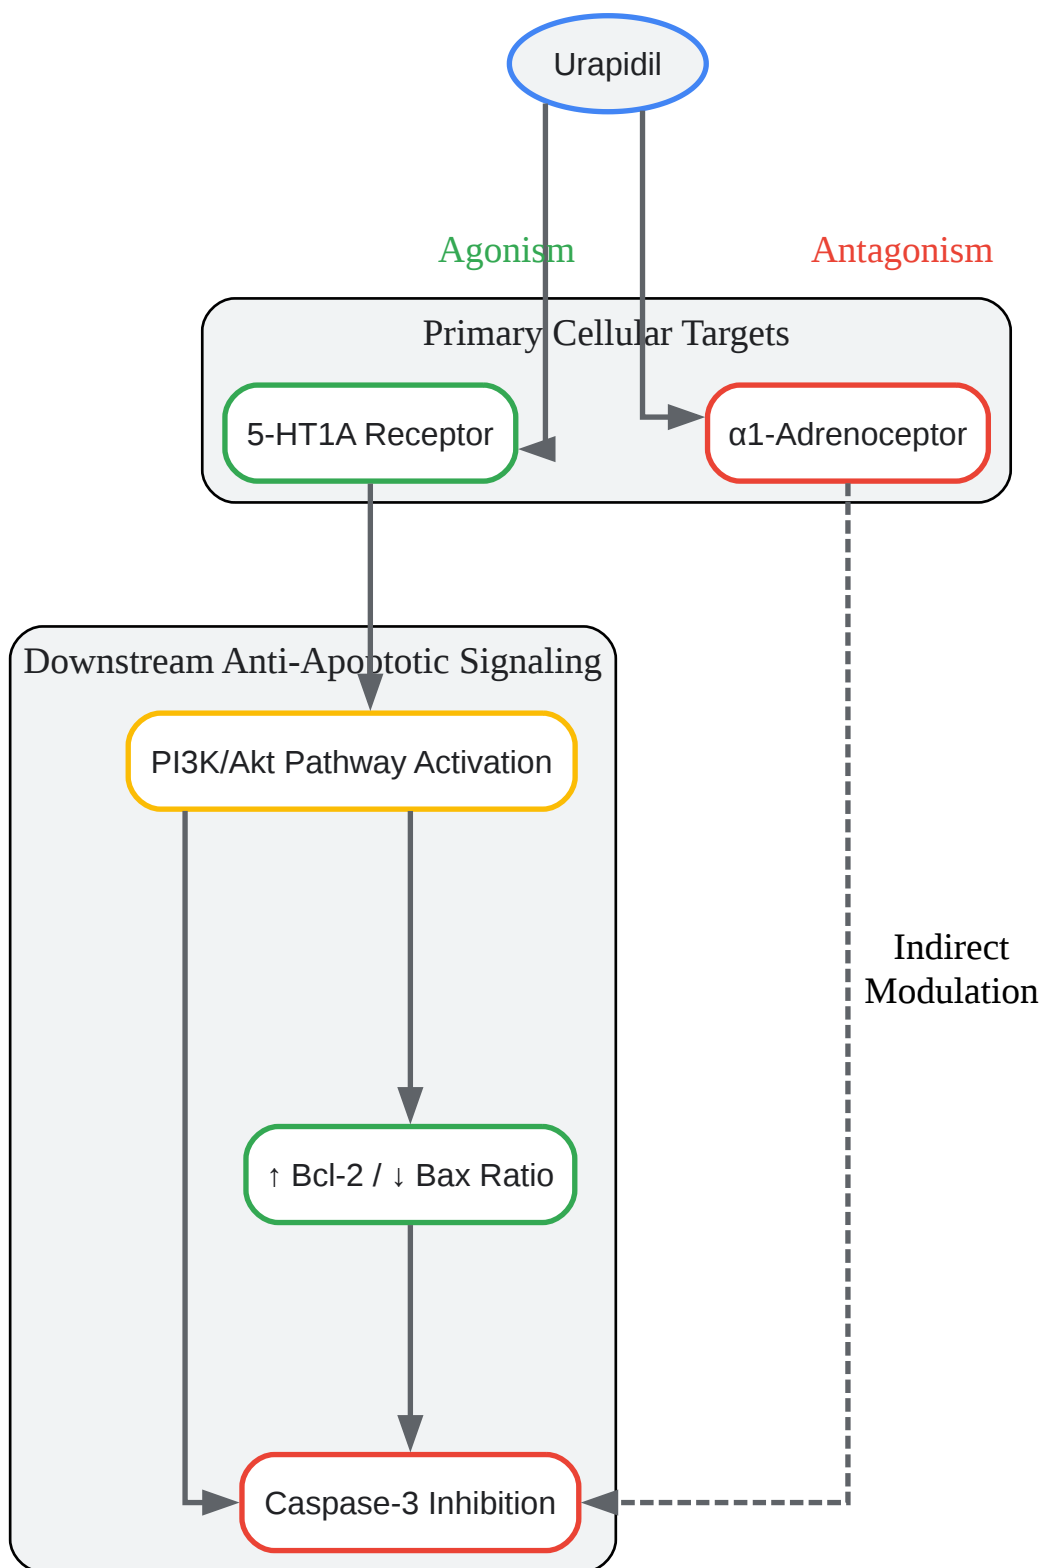 Urapidil
Agonism
Antagonism
Primary Cellular Targets
5-HT1A Receptor
α1-Adrenoceptor
Downstream Anti-Apoptotic Signaling
PI3K/Akt Pathway Activation
Indirect
Modulation
↑ Bcl-2 / ↓ Bax Ratio
Caspase-3 Inhibition